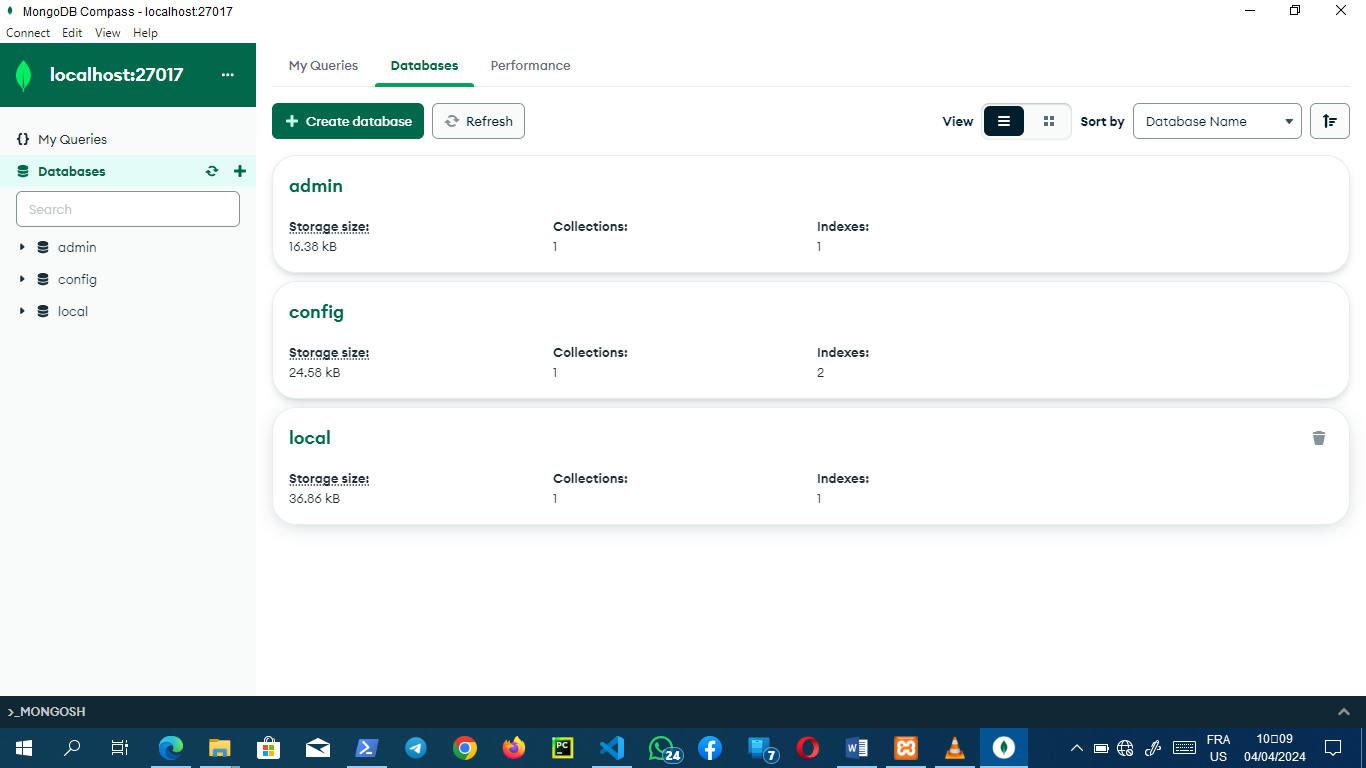 MongoDB Compass - localhost:27017
Connect Edit View Help
localhost:27017 ...
My Queries Databases Performance
{} My Queries
Databases
Search
admin
config
local
Create database Refresh View Sort by Database Name
admin
Storage size: Collections: Indexes:
16.38 kB 1 1
config
Storage size: Collections: Indexes:
24.58 kB 1 2
local
Storage size: Collections: Indexes:
36.86 kB 1 1
>_MONGOSH
PC
24
7
W
FRA
US
10□09
04/04/2024